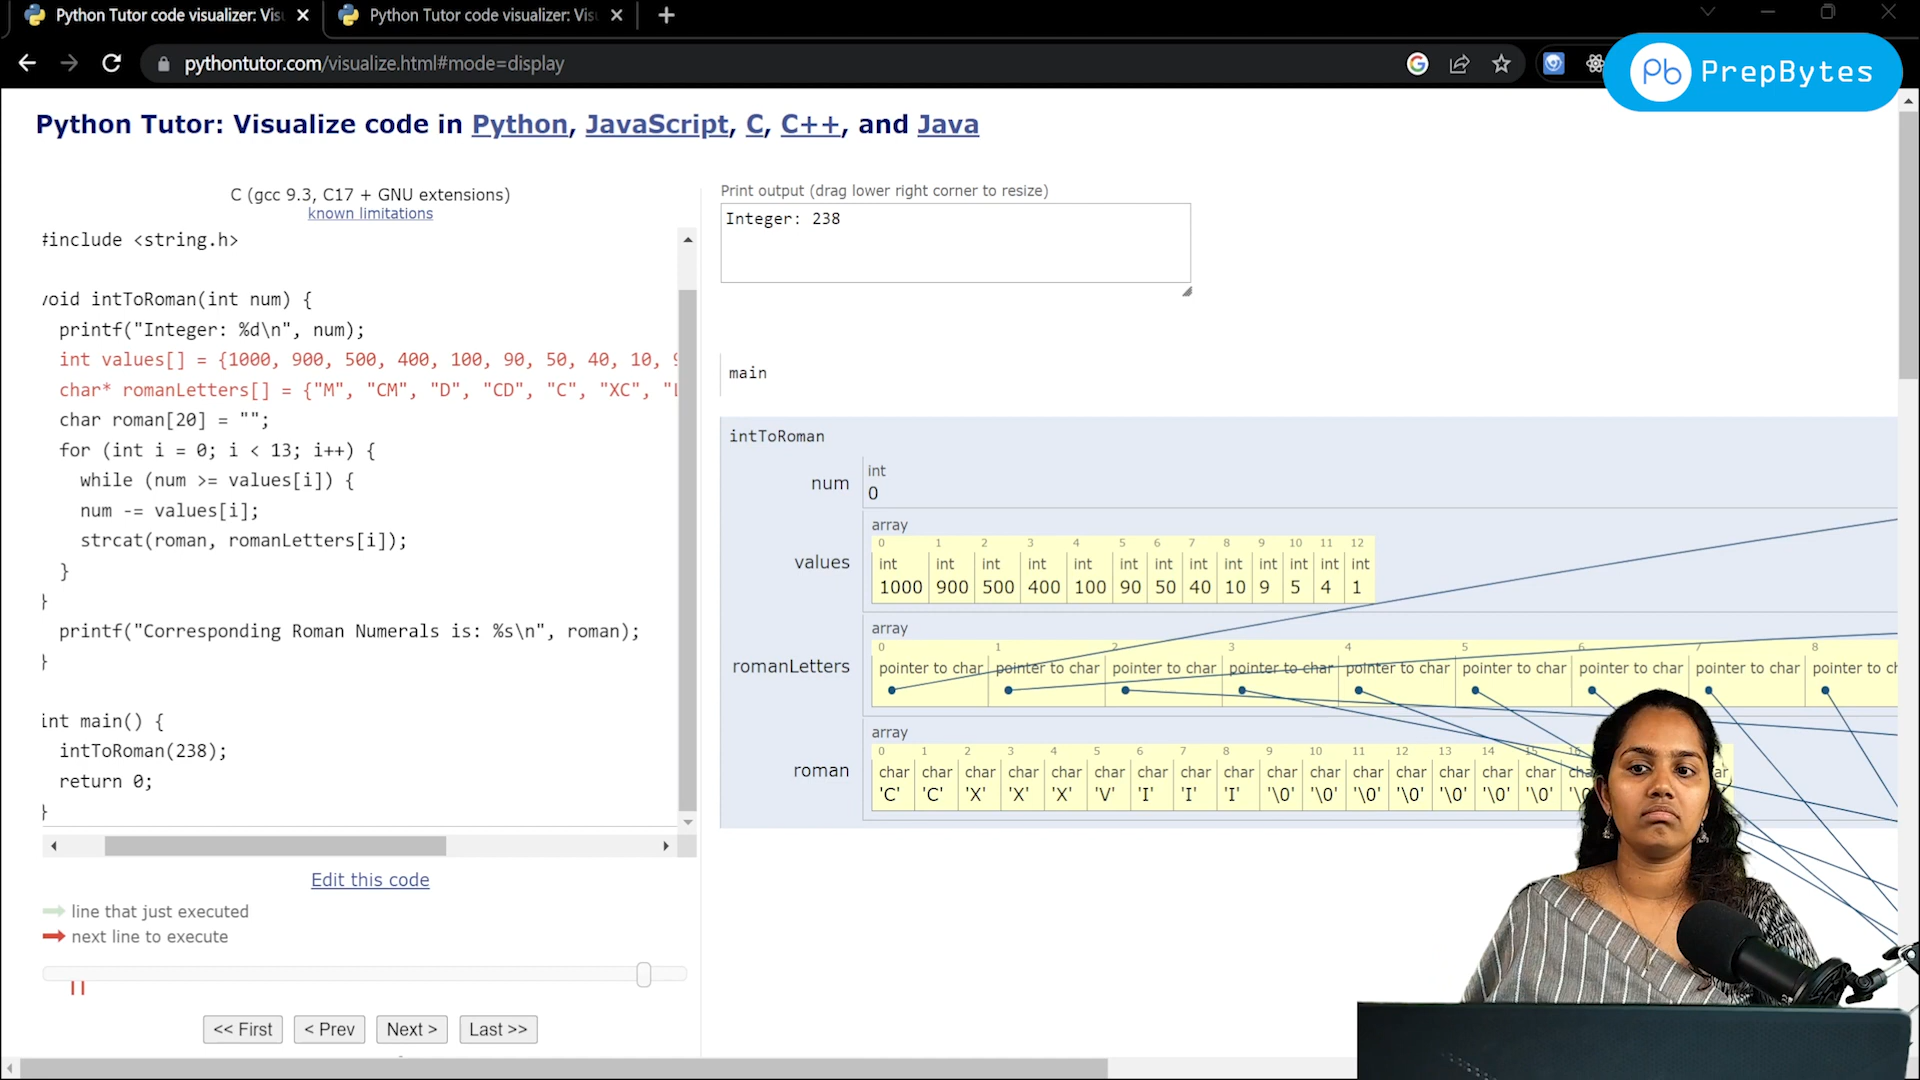 Python Tutor code visualizer: Vis
Python Tutor code visualizer: Vis
pythontutor.com/visualize.html#mode=display
Pb PrepBytes
Python Tutor: Visualize code in Python, JavaScript, C, C++, and Java
C (gcc 9.3, C17 + GNU extensions)
known limitations
#include <string.h>
void intToRoman(int num) {
printf("Integer: %d\n", num);
int values[] = {1000, 900, 500, 400, 100, 90, 50, 40, 10, 9
char* romanLetters[] = {"M", "CM", "D", "CD", "C", "XC", "L
char roman[20] = "";
for (int i = 0; i < 13; i++) {
while (num >= values[i]) {
num -= values[i];
strcat(roman, romanLetters[i]);
}
}
printf("Corresponding Roman Numerals is: %s\n", roman);
}
int main() {
intToRoman(238);
return 0;
}
Edit this code
line that just executed
next line to execute
<< First < Prev Next > Last >>
Print output (drag lower right corner to resize)
Integer: 238
main
intToRoman
int
num
0
array
0 1 2 3 4 5 6 7 8 9 10 11 12
values
int int int int int int int int int int int int int
1000 900 500 400 100 90 50 40 10 9 5 4 1
array
0 1 2 3 4 5 6 7 8
romanLetters
pointer to char pointer to char pointer to char pointer to char pointer to char pointer to char pointer to char pointer to char pointer to ch
array
0 1 2 3 4 5 6 7 8 9 10 11 12 13 14 15 16
roman
char char char char char char char char char char char char char char char char cha ar
'C' 'C' 'X' 'X' 'X' 'V' 'I' 'I' 'I' '\0' '\0' '\0' '\0' '\0' '\0' '\0'